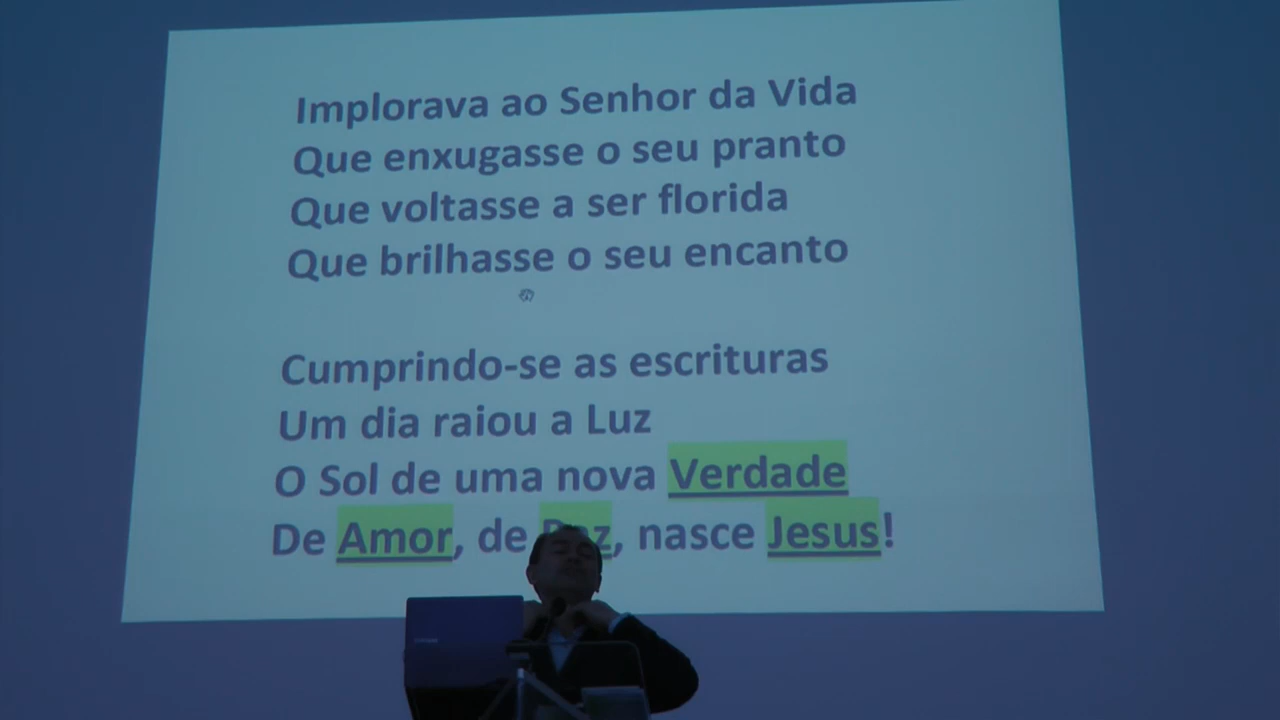 Implorava ao Senhor da Vida
Que enxugasse o seu pranto
Que voltasse a ser florida
Que brilhasse o seu encanto
Cumprindo-se as escrituras
Um dia raiou a Luz
O Sol de uma nova Verdade
De Amor, de Paz, nasce Jesus!